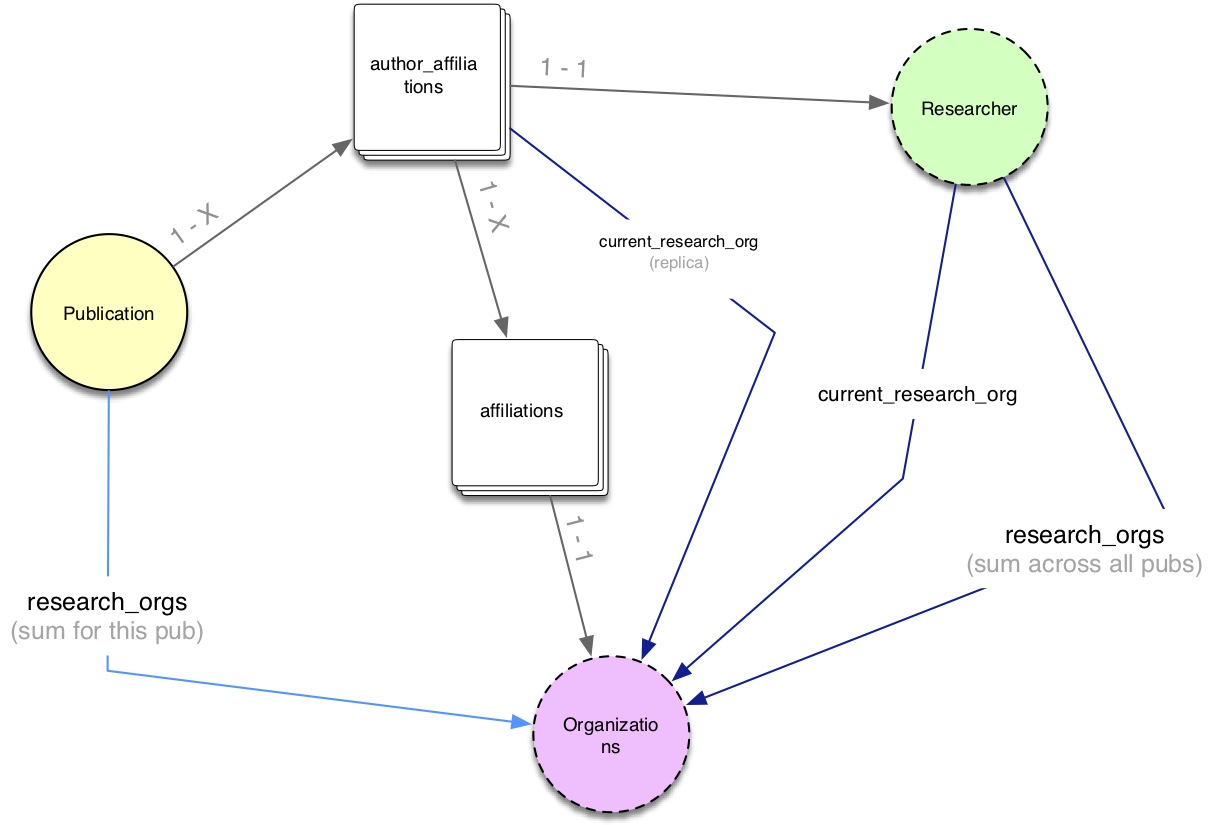 author_affilia
tions
1 - 1
Researcher
1 - X
1 - X
current_research_org
(replica)
Publication
current_research_org
affiliations
1 - 1
research_orgs
(sum across all pubs)
research_orgs
(sum for this pub)
Organizatio
ns